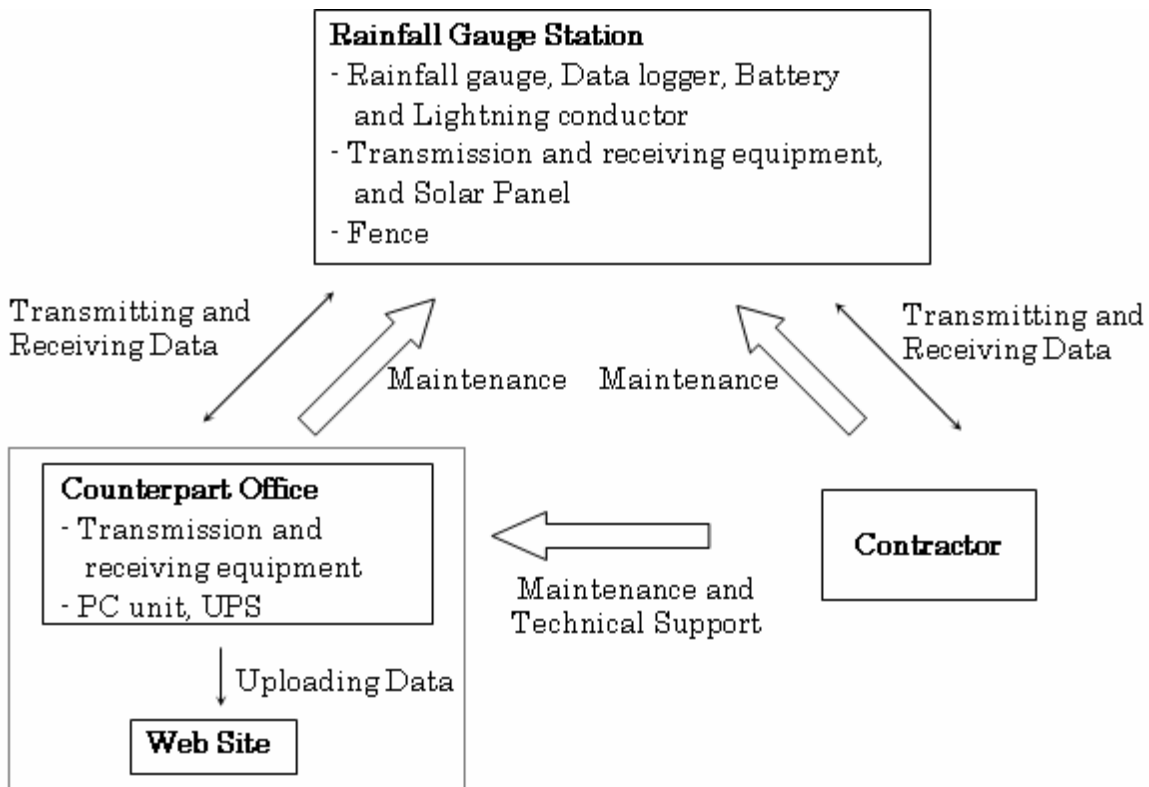 Rainfall Gauge Station
- Rainfall gauge, Data logger, Battery
and Lightning conductor
- Transmission and receiving equipment,
and Solar Panel
- Fence
Transmitting and
Receiving Data
Maintenance
Maintenance
Transmitting and
Receiving Data
Counterpart Office
- Transmission and
receiving equipment
- PC unit, UPS
Maintenance and
Technical Support
Contractor
Uploading Data
Web Site